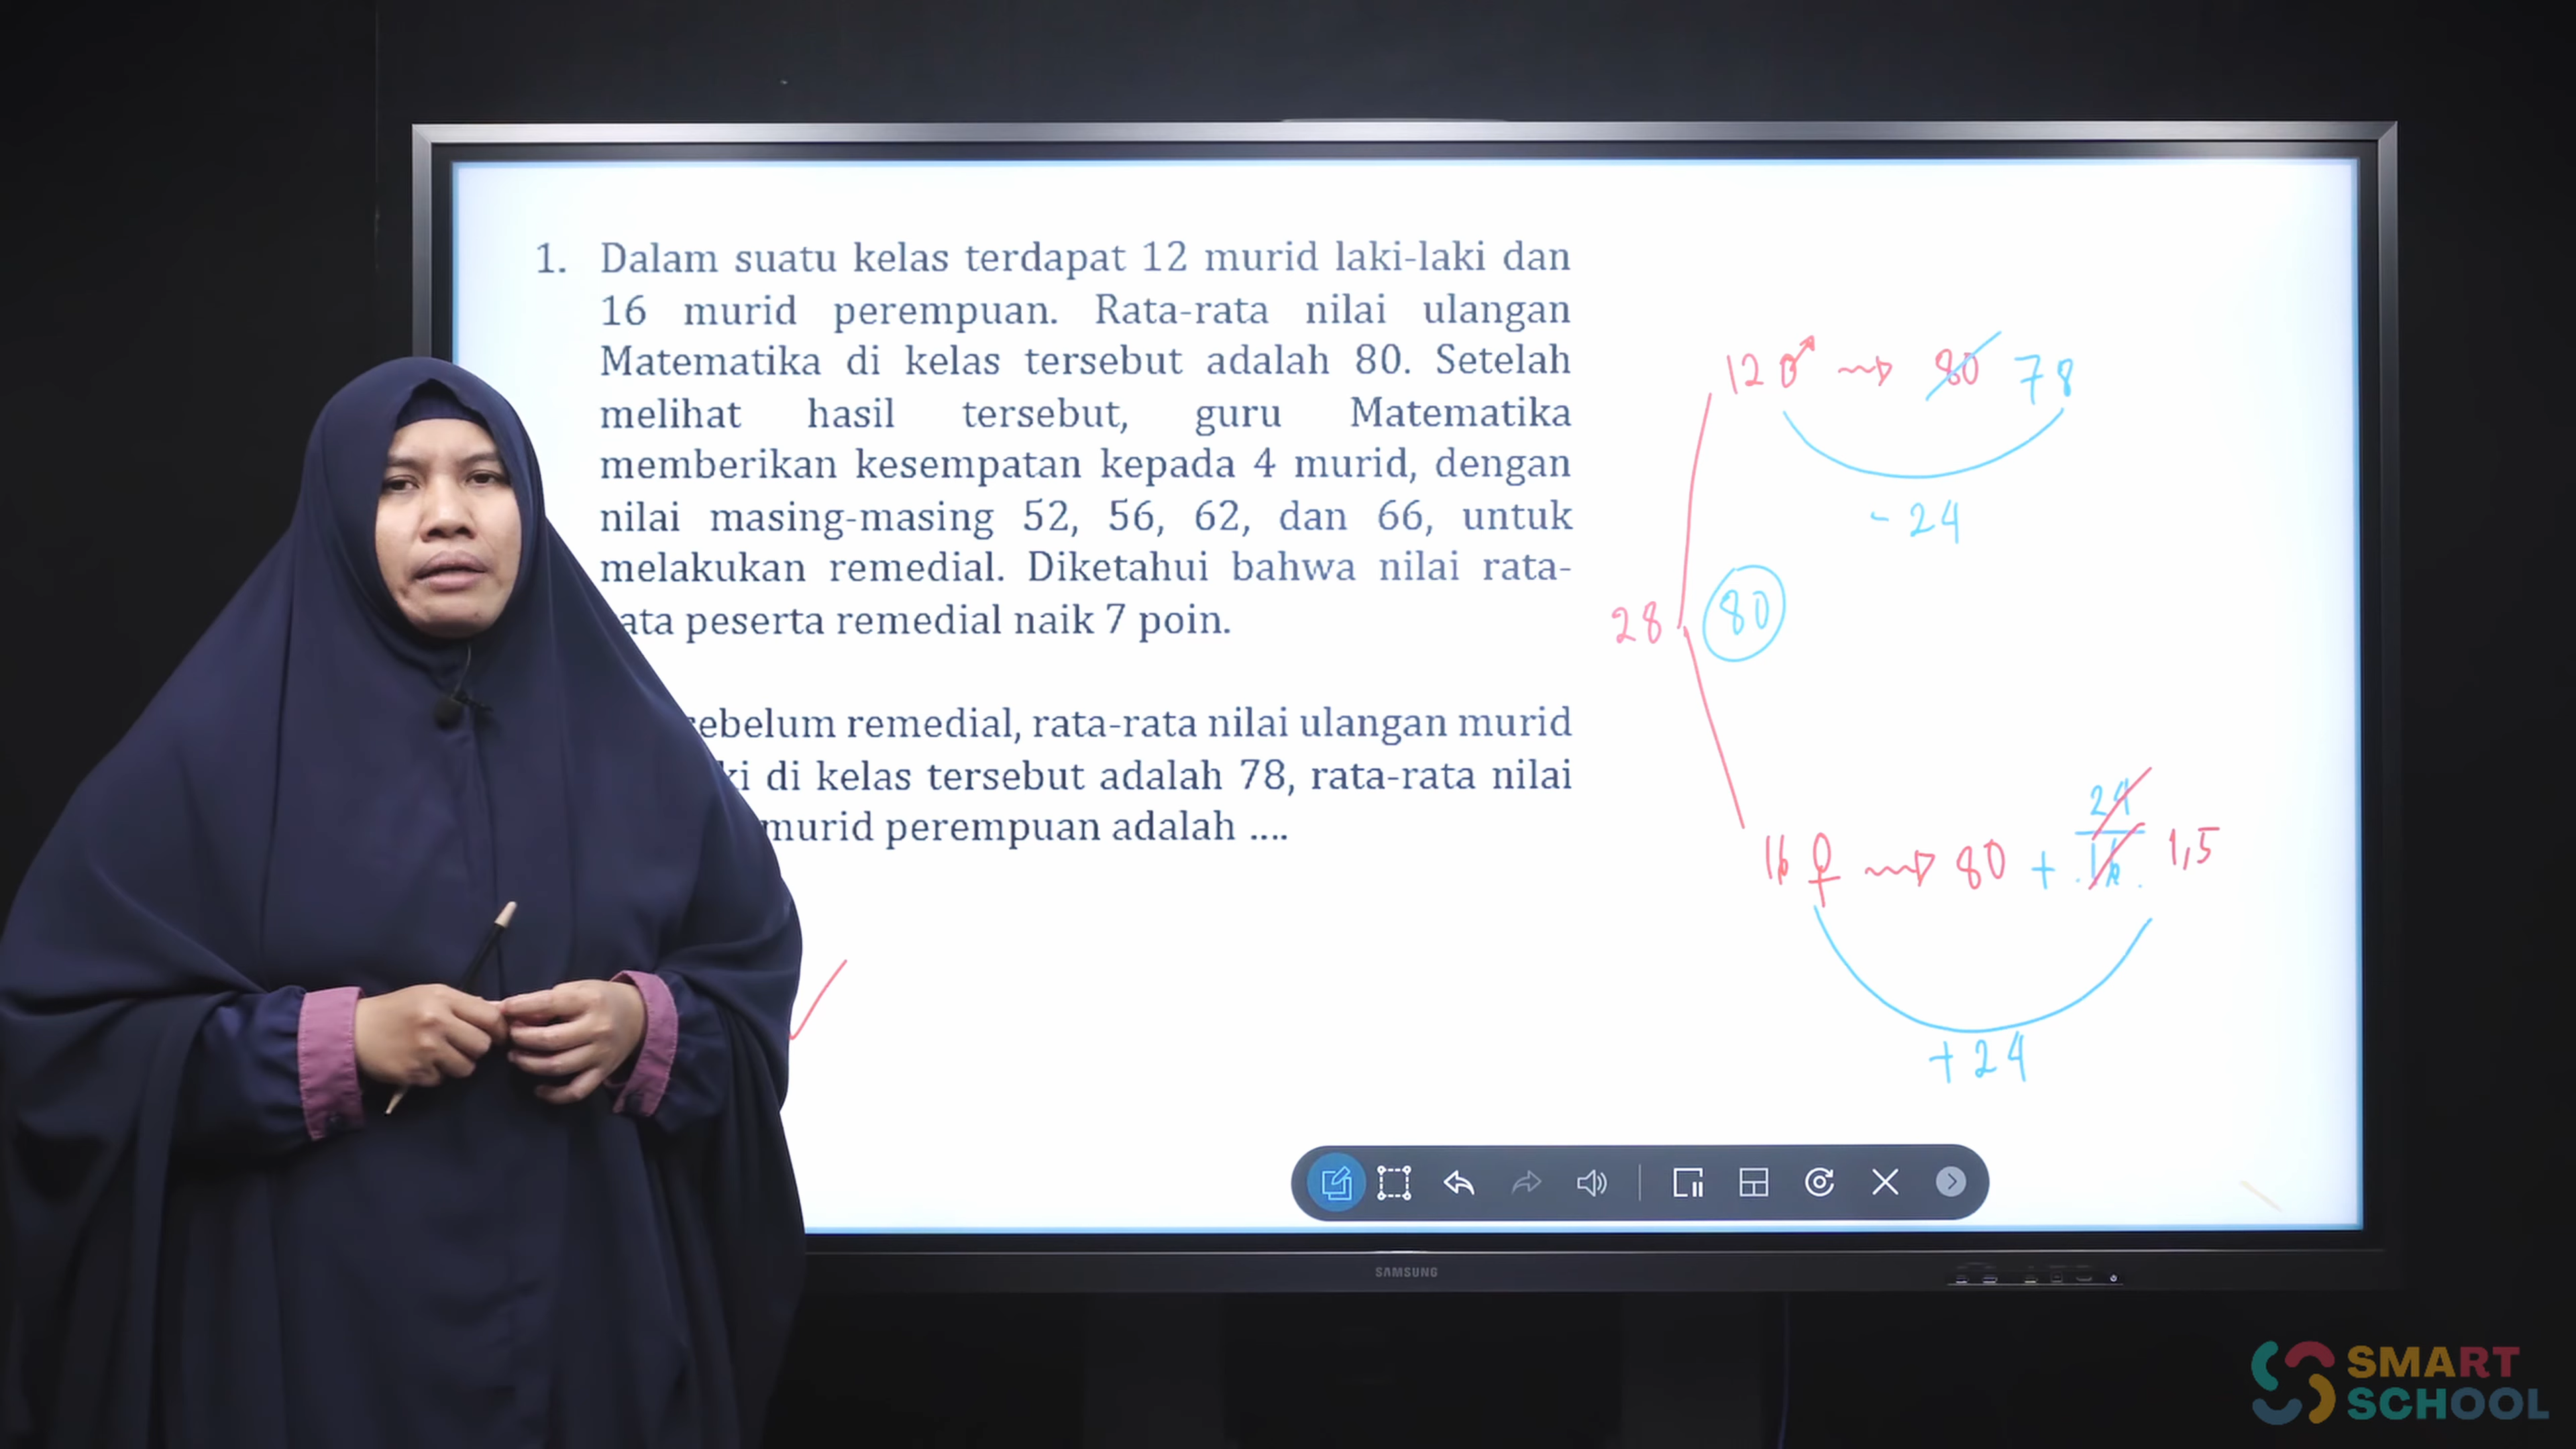 1. Dalam suatu kelas terdapat 12 murid laki-laki dan
16 murid perempuan. Rata-rata nilai ulangan
Matematika di kelas tersebut adalah 80. Setelah
melihat hasil tersebut, guru Matematika
memberikan kesempatan kepada 4 murid, dengan
nilai masing-masing 52, 56, 62, dan 66, untuk
melakukan remedial. Diketahui bahwa nilai rata-
ata peserta remedial naik 7 poin.
ebelum remedial, rata-rata nilai ulangan murid
ki di kelas tersebut adalah 78, rata-rata nilai
murid perempuan adalah ....
12 ♂ → 80 78
- 24
28 80
24
16 ♀ → 80 + 16 1,5
+ 24
SAMSUNG
SMART
SCHOOL